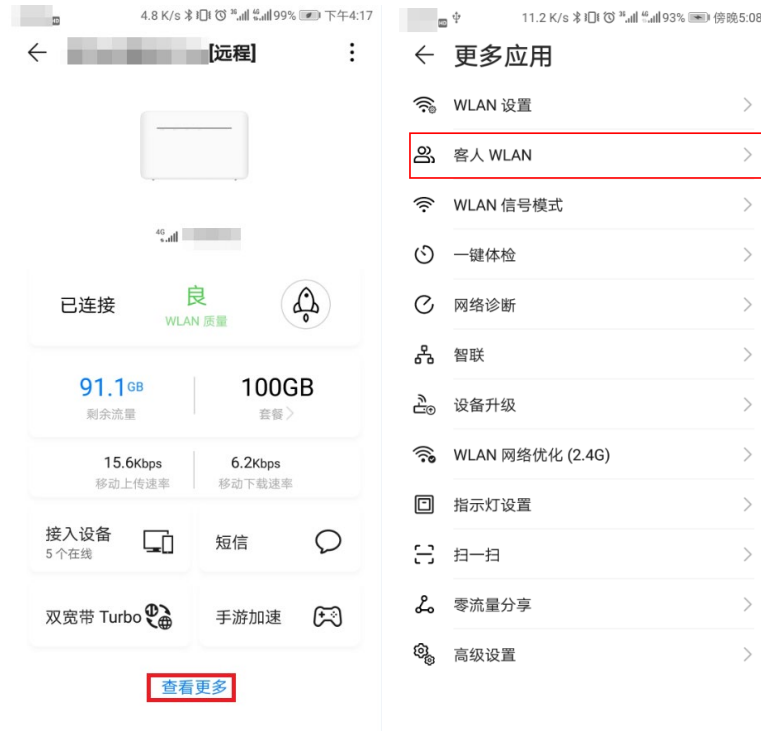 4.8 K/s 3G 4G 99% 下午4:17
[远程]
4G
已连接
良
WLAN 质量
91.1GB
剩余流量
100GB
套餐
15.6Kbps
移动上传速率
6.2Kbps
移动下载速率
接入设备
5 个在线
短信
双宽带 Turbo
手游加速
查看更多
11.2 K/s 3G 4G 93% 傍晚5:08
更多应用
WLAN 设置
客人 WLAN
WLAN 信号模式
一键体检
网络诊断
智联
设备升级
WLAN 网络优化 (2.4G)
指示灯设置
扫一扫
零流量分享
高级设置